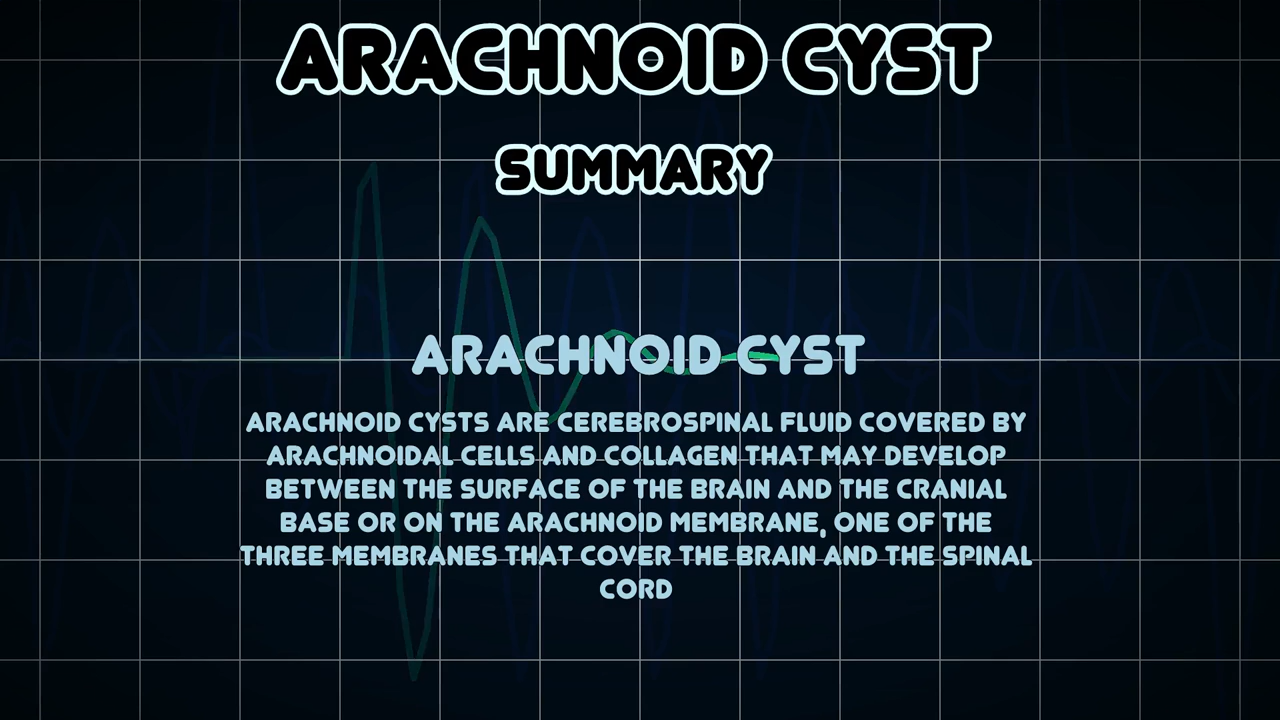 ARACHNOID CYST
SUMMARY
ARACHNOID CYST
ARACHNOID CYSTS ARE CEREBROSPINAL FLUID COVERED BY
ARACHNOIDAL CELLS AND COLLAGEN THAT MAY DEVELOP
BETWEEN THE SURFACE OF THE BRAIN AND THE CRANIAL
BASE OR ON THE ARACHNOID MEMBRANE, ONE OF THE
THREE MEMBRANES THAT COVER THE BRAIN AND THE SPINAL
CORD